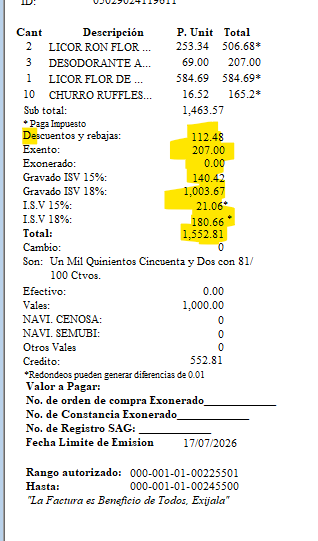 ID: 05029024119611
Cant Descripción P. Unit Total
2 LICOR RON FLOR ... 253.34 506.68*
3 DESODORANTE A... 69.00 207.00
1 LICOR FLOR DE ... 584.69 584.69*
10 CHURRO RUFFLES... 16.52 165.2*
Sub total: 1,463.57
* Paga Impuesto
Descuentos y rebajas: 112.48
Exento: 207.00
Exonerado: 0.00
Gravado ISV 15%: 140.42
Gravado ISV 18%: 1,003.67
I.S.V 15%: 21.06*
I.S.V 18%: 180.66 *
Total: 1,552.81
Cambio: 0
Son: Un Mil Quinientos Cincuenta y Dos con 81/
100 Ctvos.
Efectivo: 0.00
Vales: 1,000.00
NAVI. CENOSA: 0
NAVI. SEMUBI: 0
Otros Vales 0
Credito: 552.81
*Redondeos pueden generar diferencias de 0.01
Valor a Pagar:
No. de orden de compra Exonerado______________
No. de Constancia Exonerado______________
No. de Registro SAG: ______________
Fecha Limite de Emision 17/07/2026
Rango autorizado: 000-001-01-00225501
Hasta: 000-001-01-00245500
"La Factura es Beneficio de Todos, Exijala"